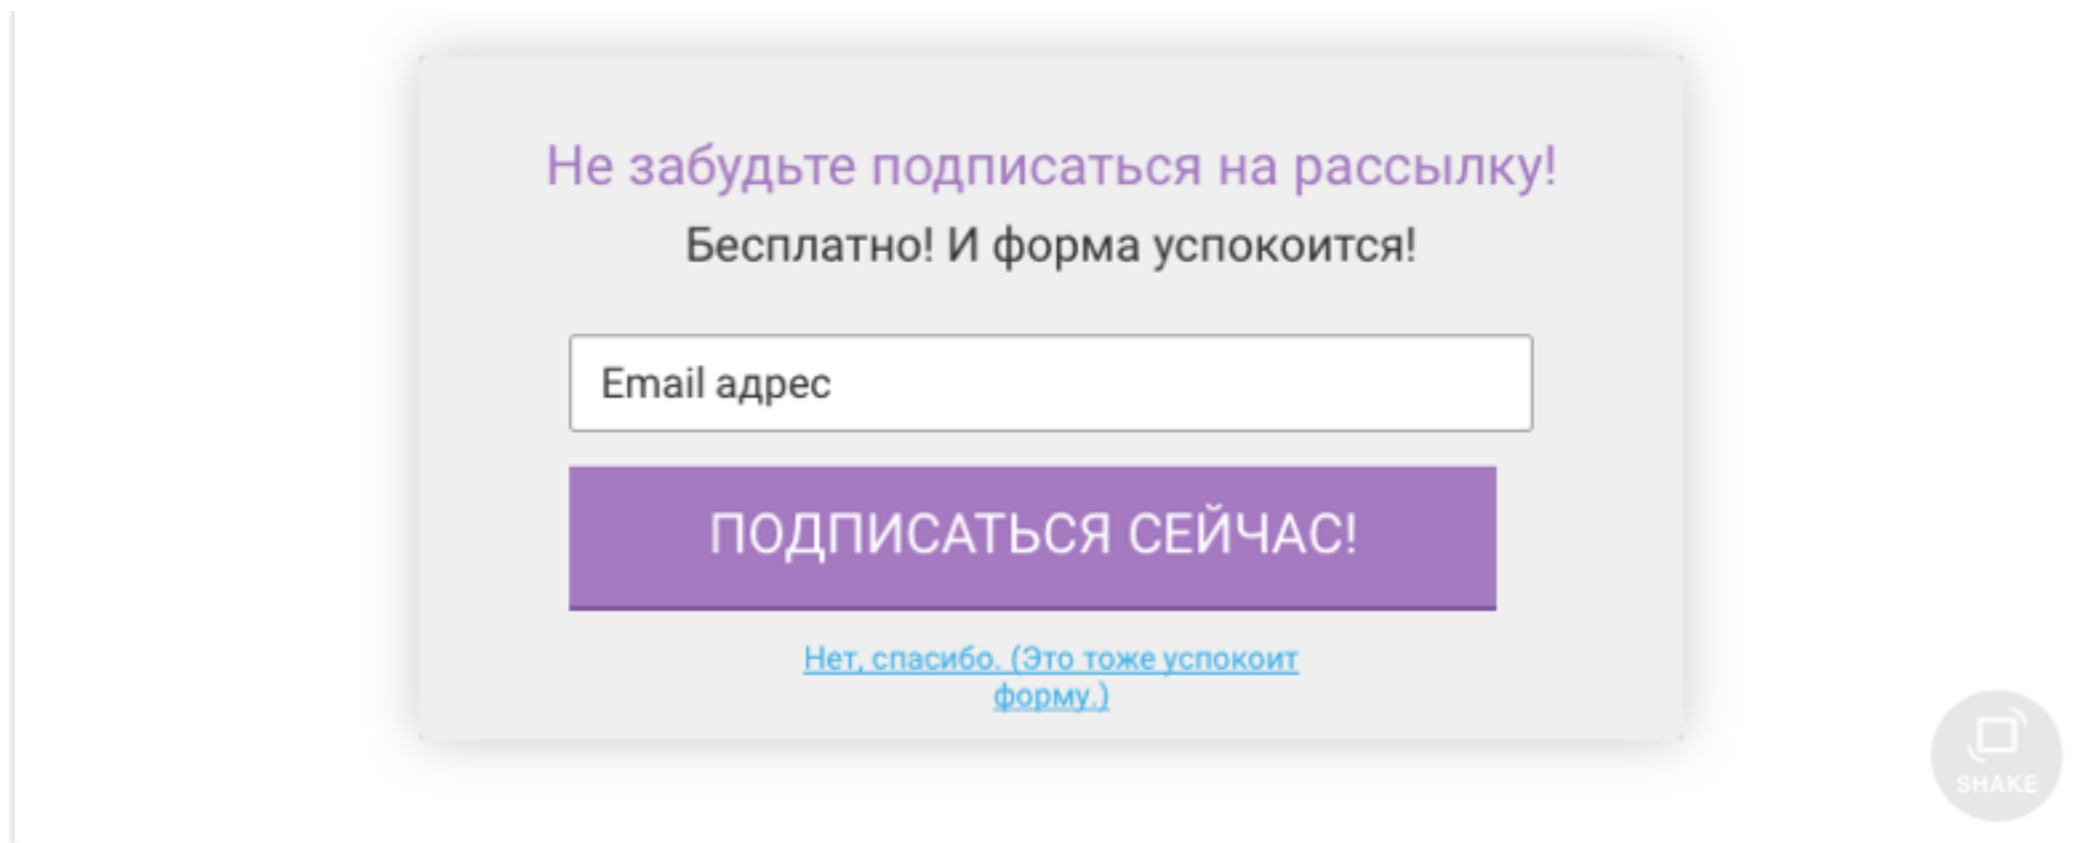 Не забудьте подписаться на рассылку!
Бесплатно! И форма успокоится!
Email адрес
ПОДПИСАТЬСЯ СЕЙЧАС!
Нет, спасибо. (Это тоже успокоит
форму.)
SHAKE